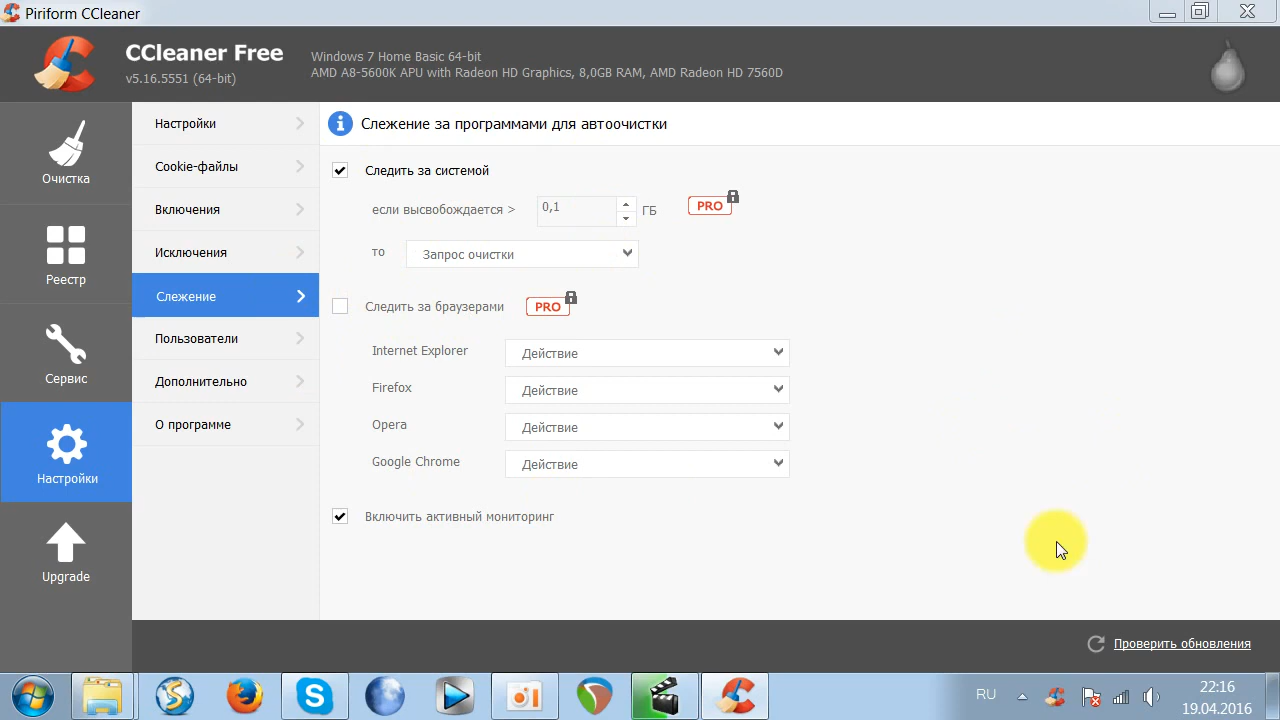 Piriform CCleaner
CCleaner Free
v5.16.5551 (64-bit)
Windows 7 Home Basic 64-bit
AMD A8-5600K APU with Radeon HD Graphics, 8,0GB RAM, AMD Radeon HD 7560D
Очистка
Реестр
Сервис
Настройки
Upgrade
Настройки
Cookie-файлы
Включения
Исключения
Слежение
Пользователи
Дополнительно
О программе
Слежение за программами для автоочистки
Следить за системой
если высвобождается > 0,1 ГБ PRO
то Запрос очистки
Следить за браузерами PRO
Internet Explorer Действие
Firefox Действие
Opera Действие
Google Chrome Действие
Включить активный мониторинг
Проверить обновления
RU
22:16
19.04.2016